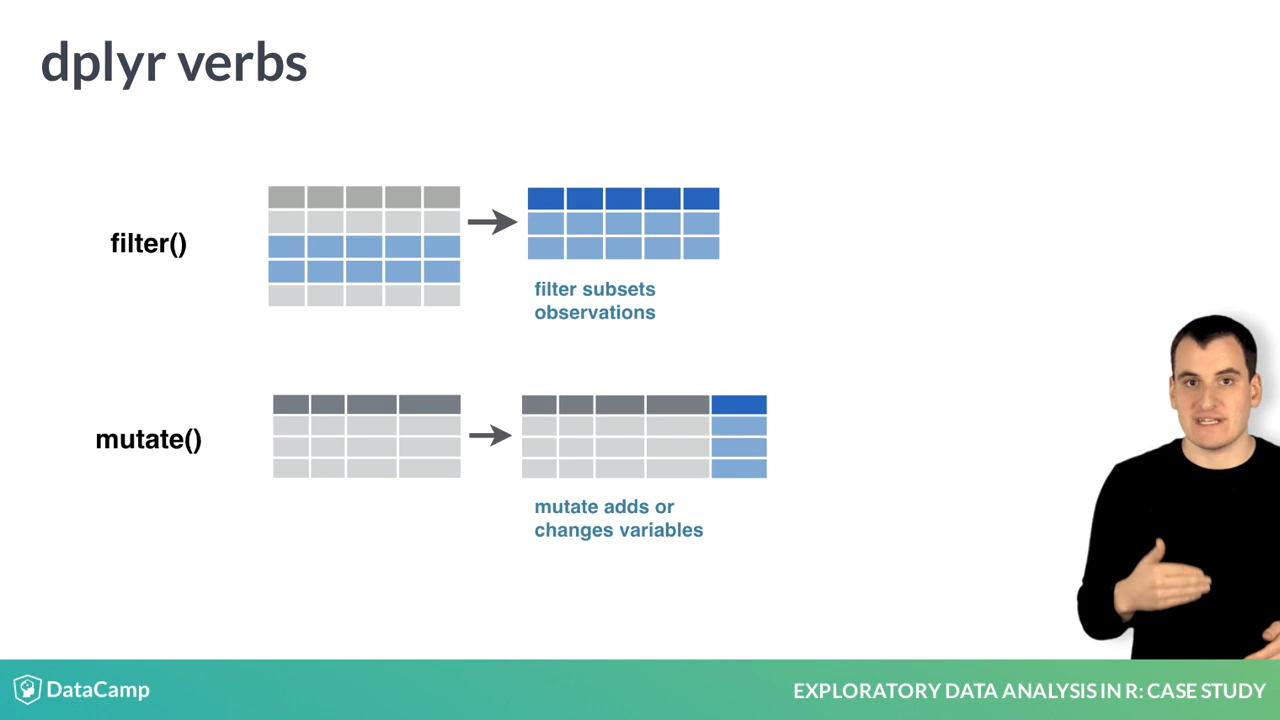 dplyr verbs
filter()
filter subsets
observations
mutate()
mutate adds or
changes variables
DataCamp
EXPLORATORY DATA ANALYSIS IN R: CASE STUDY